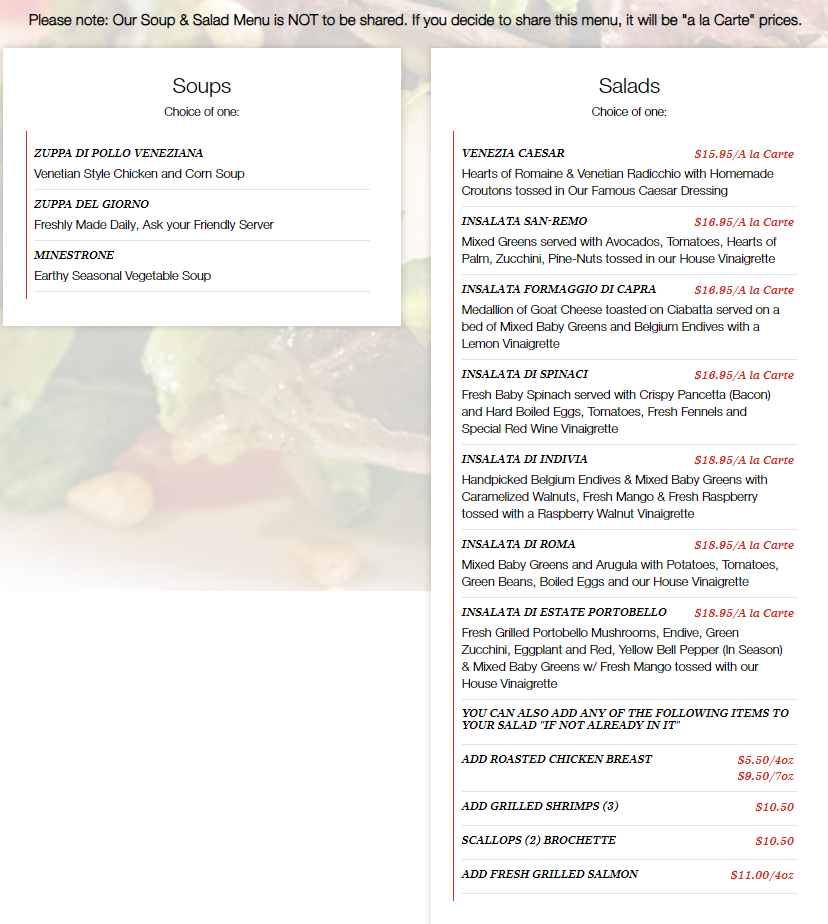 Please note: Our Soup & Salad Menu is NOT to be shared. If you decide to share this menu, it will be "a la Carte" prices.
Soups
Choice of one:
ZUPPA DI POLLO VENEZIANA
Venetian Style Chicken and Corn Soup
ZUPPA DEL GIORNO
Freshly Made Daily, Ask your Friendly Server
MINESTRONE
Earthy Seasonal Vegetable Soup
Salads
Choice of one:
VENEZIA CAESAR $15.95/A la Carte
Hearts of Romaine & Venetian Radicchio with Homemade
Croutons tossed in Our Famous Caesar Dressing
INSALATA SAN-REMO $16.95/A la Carte
Mixed Greens served with Avocados, Tomatoes, Hearts of
Palm, Zucchini, Pine-Nuts tossed in our House Vinaigrette
INSALATA FORMAGGIO DI CAPRA $16.95/A la Carte
Medallion of Goat Cheese toasted on Ciabatta served on a
bed of Mixed Baby Greens and Belgium Endives with a
Lemon Vinaigrette
INSALATA DI SPINACI $16.95/A la Carte
Fresh Baby Spinach served with Crispy Pancetta (Bacon)
and Hard Boiled Eggs, Tomatoes, Fresh Fennels and
Special Red Wine Vinaigrette
INSALATA DI INDIVIA $18.95/A la Carte
Handpicked Belgium Endives & Mixed Baby Greens with
Caramelized Walnuts, Fresh Mango & Fresh Raspberry
tossed with a Raspberry Walnut Vinaigrette
INSALATA DI ROMA $18.95/A la Carte
Mixed Baby Greens and Arugula with Potatoes, Tomatoes,
Green Beans, Boiled Eggs and our House Vinaigrette
INSALATA DI ESTATE PORTOBELLO $18.95/A la Carte
Fresh Grilled Portobello Mushrooms, Endive, Green
Zucchini, Eggplant and Red, Yellow Bell Pepper (In Season)
& Mixed Baby Greens w/ Fresh Mango tossed with our
House Vinaigrette
YOU CAN ALSO ADD ANY OF THE FOLLOWING ITEMS TO
YOUR SALAD "IF NOT ALREADY IN IT"
ADD ROASTED CHICKEN BREAST $5.50/4oz
$9.50/7oz
ADD GRILLED SHRIMPS (3) $10.50
SCALLOPS (2) BROCHETTE $10.50
ADD FRESH GRILLED SALMON $11.00/4oz